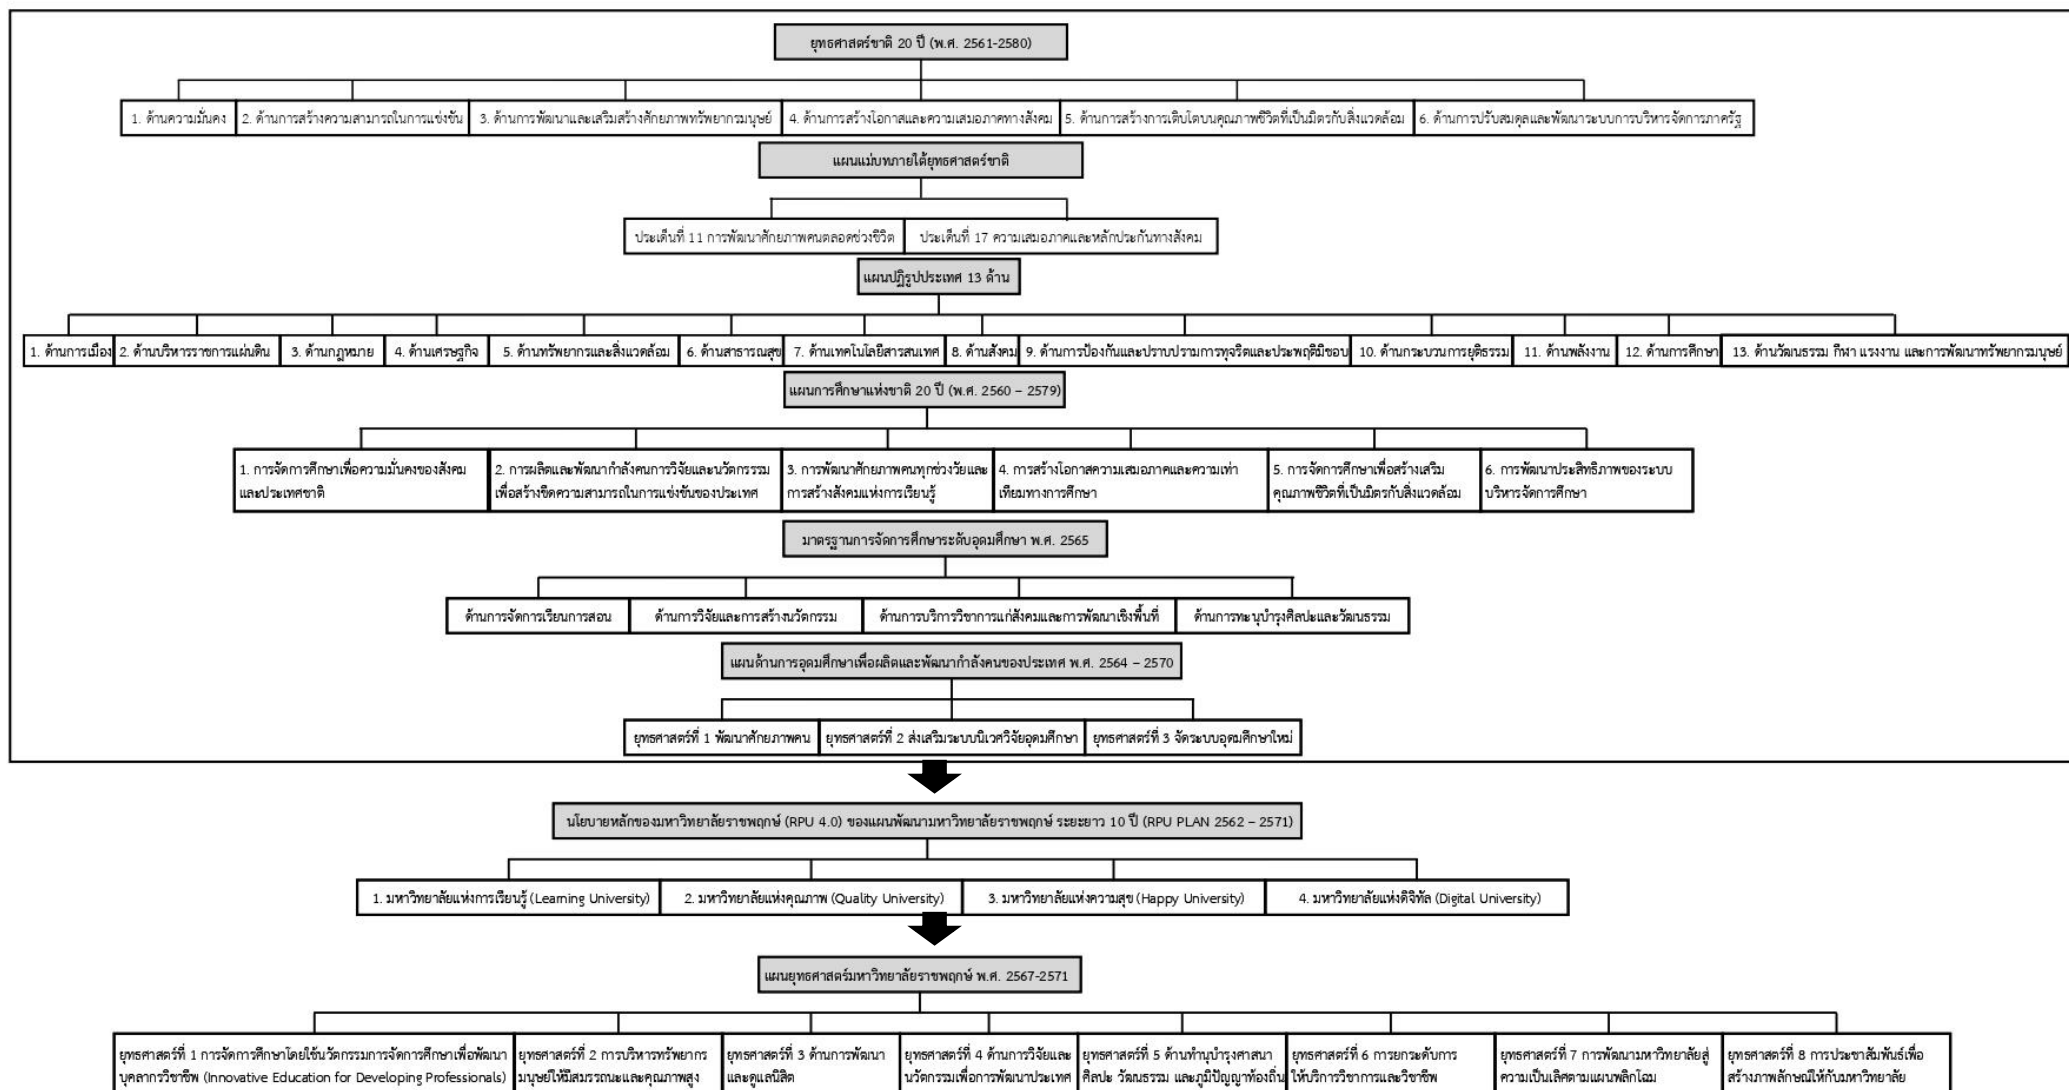 ยุทธศาสตร์ชาติ 20 ปี (พ.ศ. 2561-2580)
1. ด้านความมั่นคง
2. ด้านการสร้างความสามารถในการแข่งขัน
3. ด้านการพัฒนาและเสริมสร้างศักยภาพทรัพยากรมนุษย์
4. ด้านการสร้างโอกาสและความเสมอภาคทางสังคม
5. ด้านการสร้างการเติบโตบนคุณภาพชีวิตที่เป็นมิตรกับสิ่งแวดล้อม
6. ด้านการปรับสมดุลและพัฒนาระบบการบริหารจัดการภาครัฐ
แผนแม่บทภายใต้ยุทธศาสตร์ชาติ
ประเด็นที่ 11 การพัฒนาศักยภาพคนตลอดช่วงชีวิต
ประเด็นที่ 17 ความเสมอภาคและหลักประกันทางสังคม
แผนปฏิรูปประเทศ 13 ด้าน
1. ด้านการเมือง
2. ด้านบริหารราชการแผ่นดิน
3. ด้านกฎหมาย
4. ด้านเศรษฐกิจ
5. ด้านทรัพยากรและสิ่งแวดล้อม
6. ด้านสาธารณสุข
7. ด้านเทคโนโลยีสารสนเทศ
8. ด้านสังคม
9. ด้านการป้องกันและปราบปรามการทุจริตและประพฤติมิชอบ
10. ด้านกระบวนการยุติธรรม
11. ด้านพลังงาน
12. ด้านการศึกษา
13. ด้านวัฒนธรรม กีฬา แรงงาน และการพัฒนาทรัพยากรมนุษย์
แผนการศึกษาแห่งชาติ 20 ปี (พ.ศ. 2560 – 2579)
1. การจัดการศึกษาเพื่อความมั่นคงของสังคม
และประเทศชาติ
2. การผลิตและพัฒนากำลังคนการวิจัยและนวัตกรรรม
เพื่อสร้างขีดความสามารถในการแข่งขันของประเทศ
3. การพัฒนาศักยภาพคนทุกช่วงวัยและ
การสร้างสังคมแห่งการเรียนรู้
4. การสร้างโอกาสความเสมอภาคและความเท่า
เทียมทางการศึกษา
5. การจัดการศึกษาเพื่อสร้างเสริม
คุณภาพชีวิตที่เป็นมิตรกับสิ่งแวดล้อม
6. การพัฒนาประสิทธิภาพของระบบ
บริหารจัดการศึกษา
มาตรฐานการจัดการศึกษาระดับอุดมศึกษา พ.ศ. 2565
ด้านการจัดการเรียนการสอน
ด้านการวิจัยและการสร้างนวัตกรรม
ด้านการบริการวิชาการแก่สังคมและการพัฒนาเชิงพื้นที่
ด้านการทะนุบำรุงศิลปะและวัฒนธรรม
แผนด้านการอุดมศึกษาเพื่อผลิตและพัฒนากำลังคนของประเทศ พ.ศ. 2564 – 2570
ยุทธศาสตร์ที่ 1 พัฒนาศักยภาพคน
ยุทธศาสตร์ที่ 2 ส่งเสริมระบบนิเวศวิจัยอุดมศึกษา
ยุทธศาสตร์ที่ 3 จัดระบบอุดมศึกษาใหม่
นโยบายหลักของมหาวิทยาลัยราชพฤกษ์ (RPU 4.0) ของแผนพัฒนามหาวิทยาลัยราชพฤกษ์ ระยะยาว 10 ปี (RPU PLAN 2562 – 2571)
1. มหาวิทยาลัยแห่งการเรียนรู้ (Learning University)
2. มหาวิทยาลัยแห่งคุณภาพ (Quality University)
3. มหาวิทยาลัยแห่งความสุข (Happy University)
4. มหาวิทยาลัยแห่งดิจิทัล (Digital University)
แผนยุทธศาสตร์มหาวิทยาลัยราชพฤกษ์ พ.ศ. 2567-2571
ยุทธศาสตร์ที่ 1 การจัดการศึกษาโดยใช้นวัตกรรมการจัดการศึกษาเพื่อพัฒนา
บุคลากรวิชาชีพ (Innovative Education for Developing Professionals)
ยุทธศาสตร์ที่ 2 การบริหารทรัพยากร
มนุษย์ให้มีสมรรถนะและคุณภาพสูง
ยุทธศาสตร์ที่ 3 ด้านการพัฒนา
และดูแลนิสิต
ยุทธศาสตร์ที่ 4 ด้านการวิจัยและ
นวัตกรรมเพื่อการพัฒนาประเทศ
ยุทธศาสตร์ที่ 5 ด้านทำนุบำรุงศาสนา
ศิลปะ วัฒนธรรม และภูมิปัญญาท้องถิ่น
ยุทธศาสตร์ที่ 6 การยกระดับการ
ให้บริการวิชาการและวิชาชีพ
ยุทธศาสตร์ที่ 7 การพัฒนามหาวิทยาลัยสู่
ความเป็นเลิศตามแผนพลิกโฉม
ยุทธศาสตร์ที่ 8 การประชาสัมพันธ์เพื่อ
สร้างภาพลักษณ์ให้กับมหาวิทยาลัย